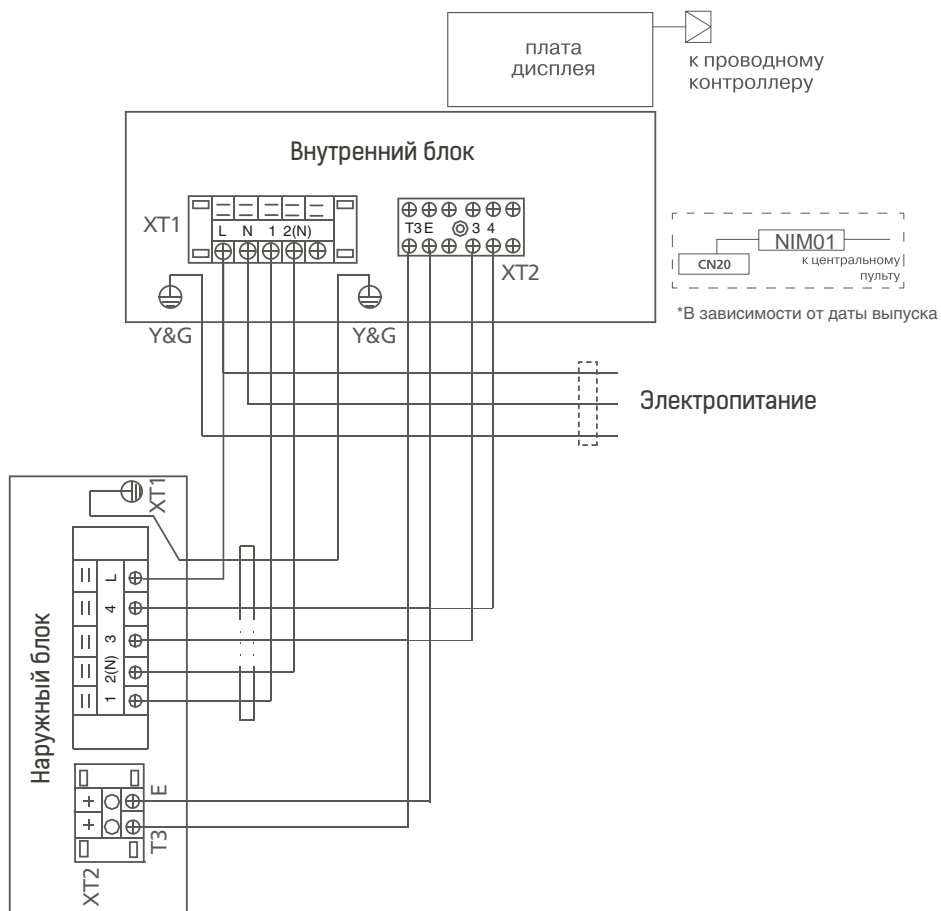 плата
дисплея
к проводному
контроллеру
Внутренний блок
XT1
L N 1 2(N)
T3 E 3 4
XT2
Y&G
Y&G
CN20
NIM01
к центральному
пульту
*В зависимости от даты выпуска
Электропитание
Наружный блок
XT1
L
4
3
2(N)
1
E
T3
XT2